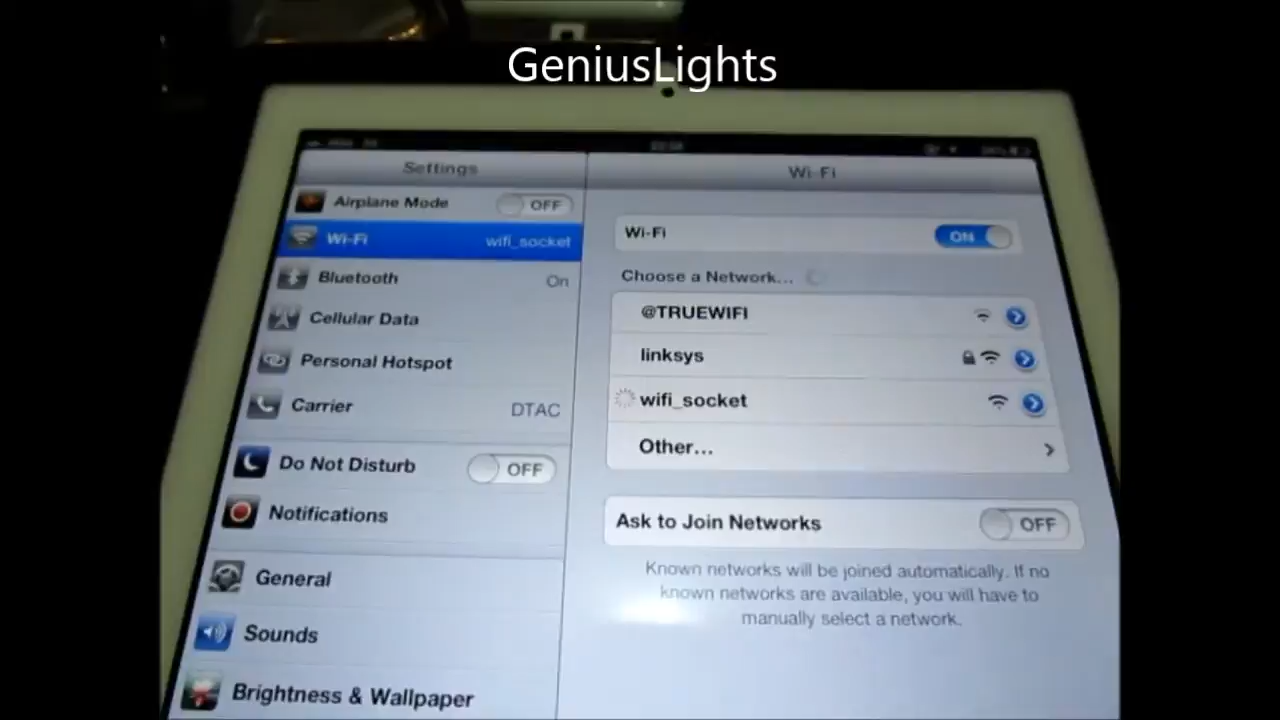 GeniusLights
Settings
Airplane Mode OFF
Wi-Fi wifi_socket
Bluetooth On
Cellular Data
Personal Hotspot
Carrier DTAC
Do Not Disturb OFF
Notifications
General
Sounds
Brightness & Wallpaper
Wi-Fi
Wi-Fi ON
Choose a Network...
@TRUEWIFI
linksys
wifi_socket
Other...
Ask to Join Networks OFF
Known networks will be joined automatically. If no
known networks are available, you will have to
manually select a network.